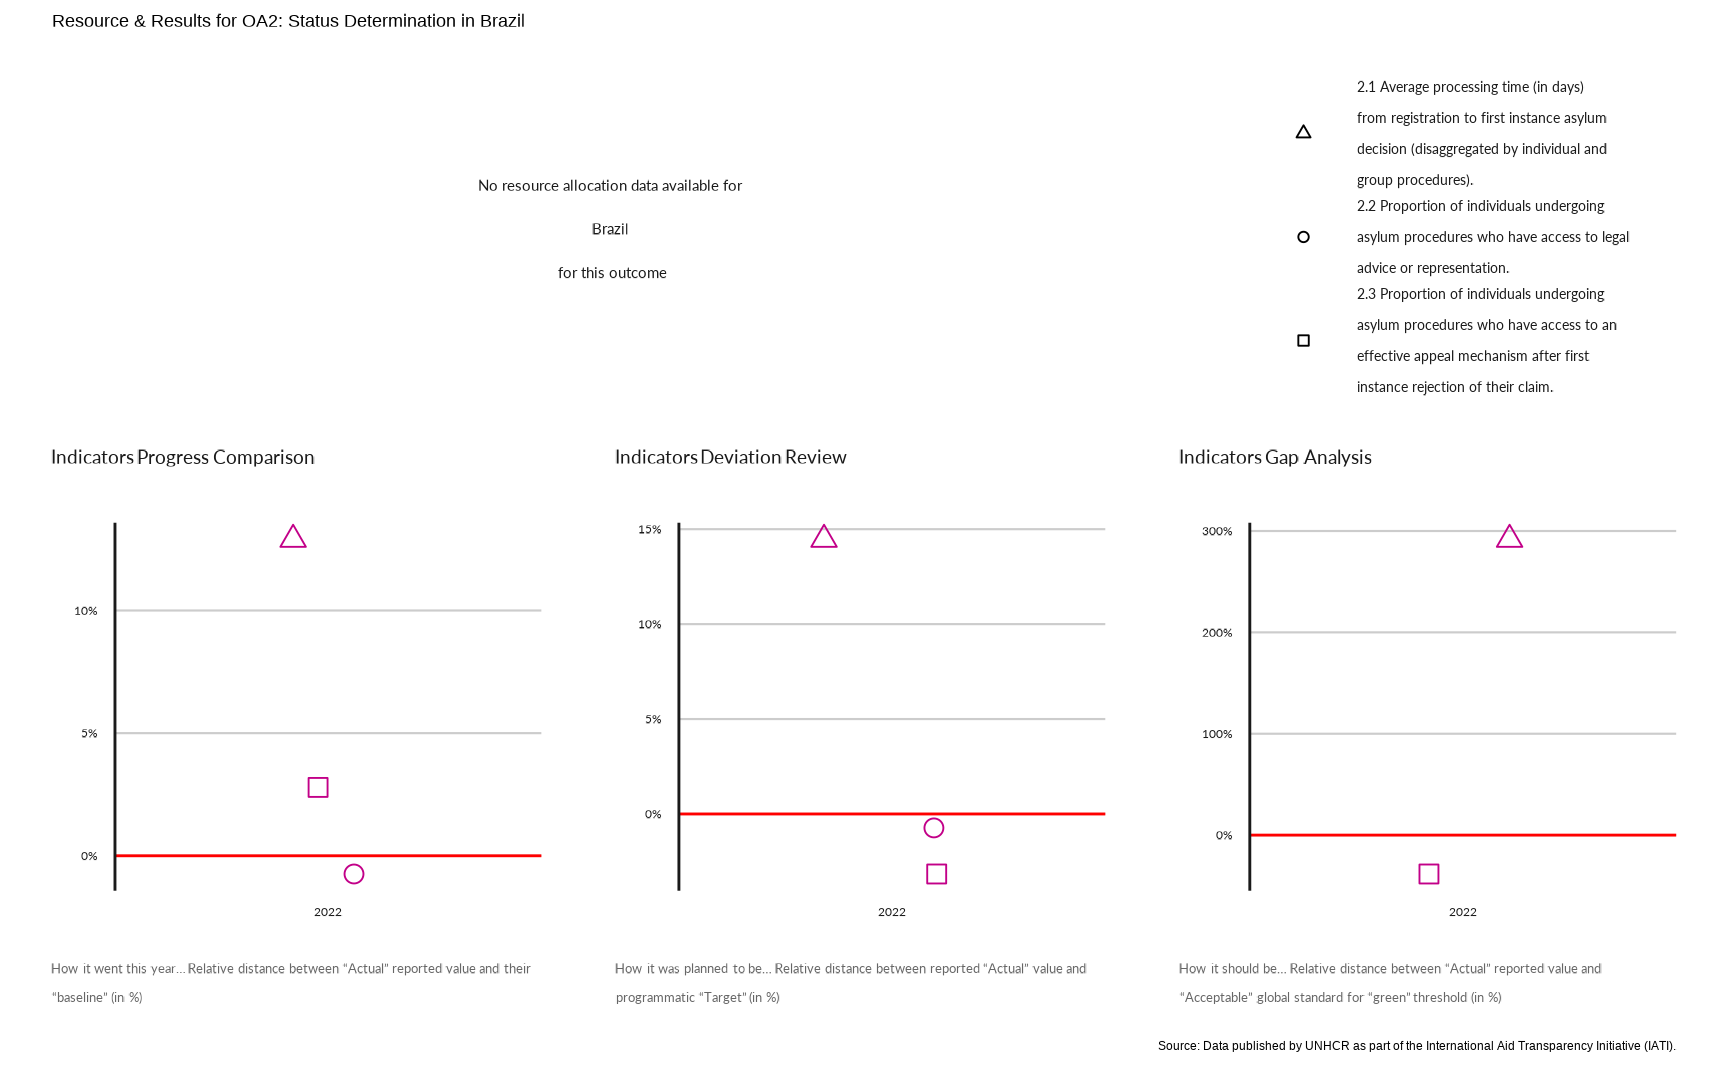 Resource & Results for OA2: Status Determination in Brazil
No resource allocation data available for
Brazil
for this outcome
2.1 Average processing time (in days)
from registration to first instance asylum
decision (disaggregated by individual and
group procedures).
2.2 Proportion of individuals undergoing
asylum procedures who have access to legal
advice or representation.
2.3 Proportion of individuals undergoing
asylum procedures who have access to an
effective appeal mechanism after first
instance rejection of their claim.
Indicators Progress Comparison
10%
5%
0%
2022
How it went this year... Relative distance between “Actual” reported value and their
“baseline” (in %)
Indicators Deviation Review
15%
10%
5%
0%
2022
How it was planned to be... Relative distance between reported “Actual” value and
programmatic “Target” (in %)
Indicators Gap Analysis
300%
200%
100%
0%
2022
How it should be... Relative distance between “Actual” reported value and
“Acceptable” global standard for “green” threshold (in %)
Source: Data published by UNHCR as part of the International Aid Transparency Initiative (IATI).